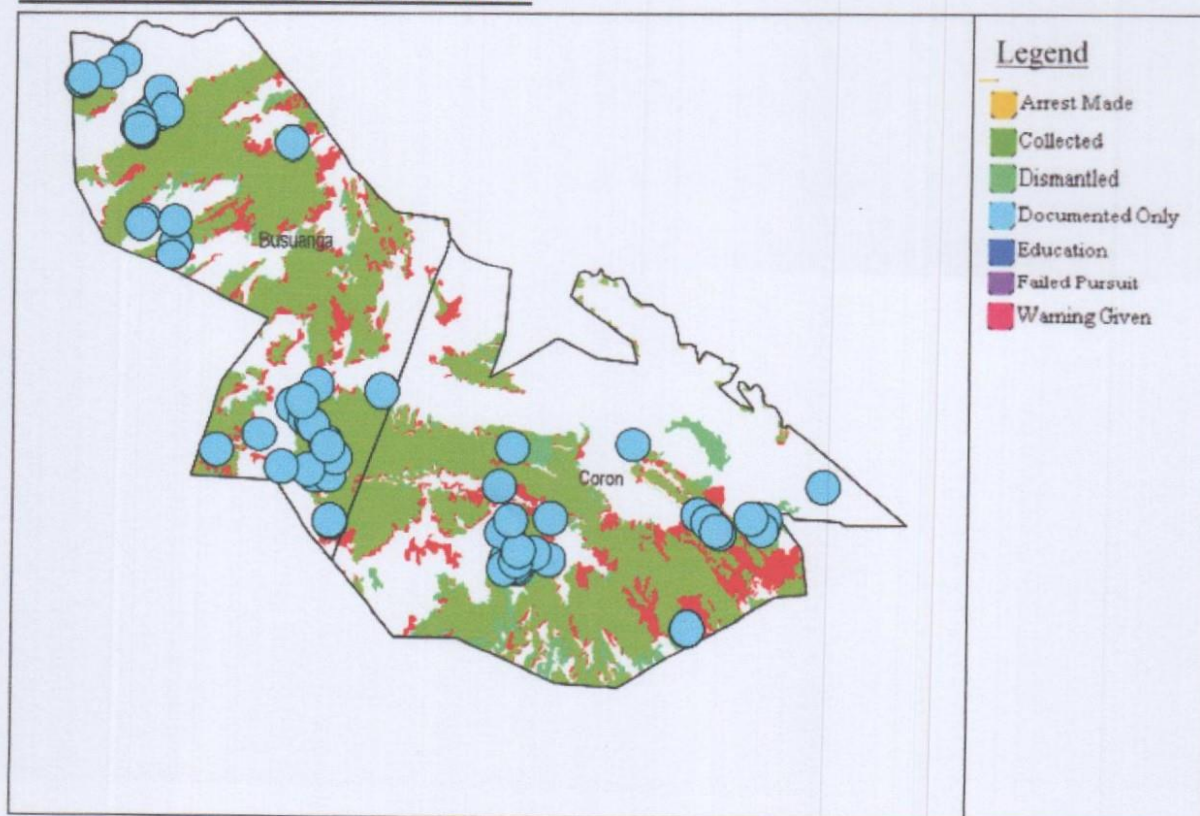 Busuanga
Coron
Legend
Arrest Made
Collected
Dismantled
Documented Only
Education
Failed Pursuit
Warning Given